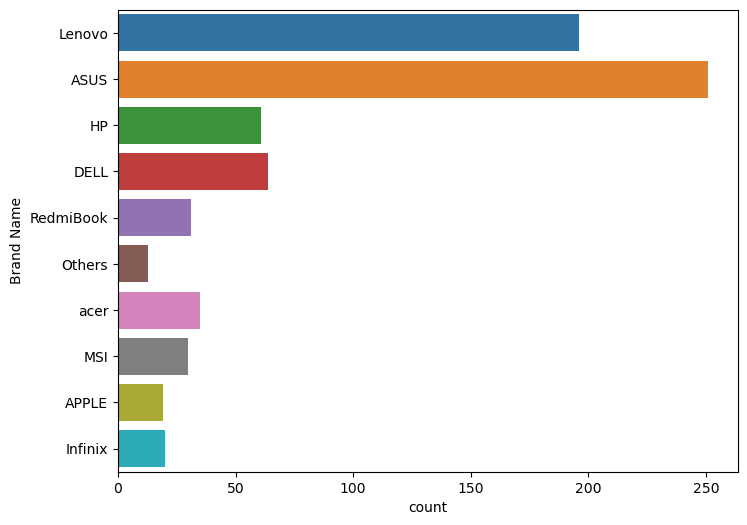 Brand Name
Lenovo
ASUS
HP
DELL
RedmiBook
Others
acer
MSI
APPLE
Infinix
0 50 100 150 200 250
count